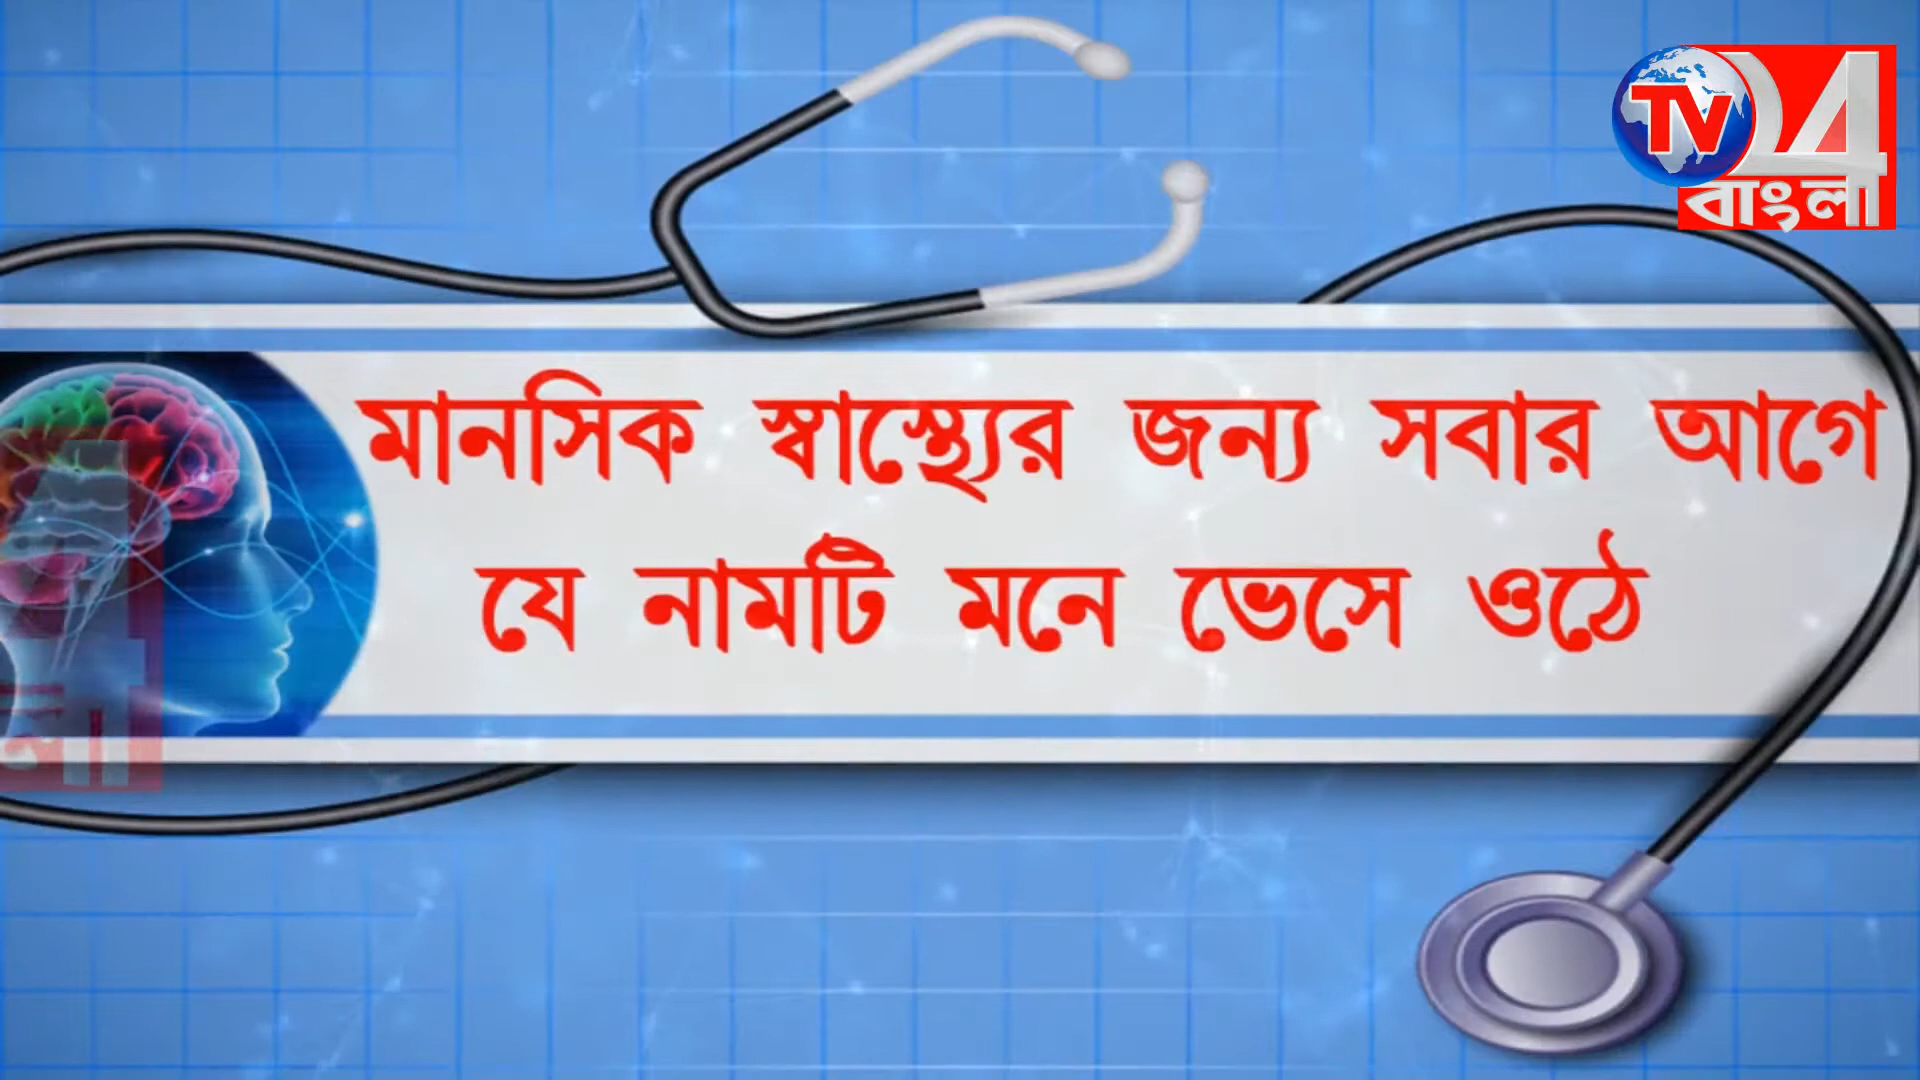 TV 24
বাংলা
মানসিক স্বাস্থ্যের জন্য সবার আগে
যে নামটি মনে ভেসে ওঠে